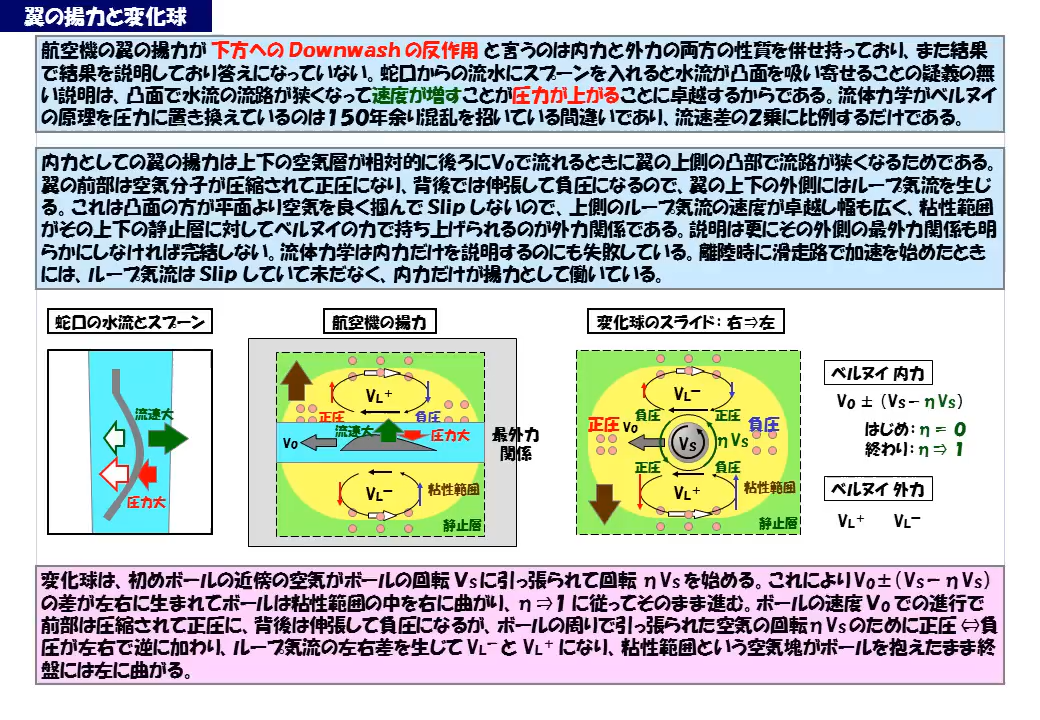 翼の揚力と変化球
航空機の翼の揚力が 下方への Downwash の反作用 と言うのは内力と外力の両方の性質を併せ持っており、また結果
で結果を説明しており答えになっていない。蛇口からの流水にスプーンを入れると水流が凸面を吸い寄せることの疑義の無
い説明は、凸面で水流の流路が狭くなって速度が増すことが圧力が上がることに卓越するからである。流体力学がベルヌイ
の原理を圧力に置き換えているのは150年余り混乱を招いている間違いであり、流速差の2乗に比例するだけである。
内力としての翼の揚力は上下の空気層が相対的に後ろにV₀で流れるときに翼の上側の凸部で流路が狭くなるためである。
翼の前部は空気分子が圧縮されて正圧になり、背後では伸張して負圧になるので、翼の上下の外側にはループ気流を生じ
る。これは凸面の方が平面より空気を良く掴んで Slip しないので、上側のループ気流の速度が卓越し幅も広く、粘性範囲
がその上下の静止層に対してベルヌイの力で持ち上げられるのが外力関係である。説明は更にその外側の最外力関係も明
らかにしなければ完結しない。流体力学は内力だけを説明するのにも失敗している。離陸時に滑走路で加速を始めたとき
には、ループ気流は Slip していて未だなく、内力だけが揚力として働いている。
蛇口の水流とスプーン
航空機の揚力
変化球のスライド: 右⇒左
流速大
圧力大
VL⁺
正圧
負圧
V₀
流速大
圧力大
VL⁻
粘性範囲
静止層
最外力
関係
VL⁻
正圧
負圧
正圧
負圧
V₀
Vs
ηVs
正圧
負圧
VL⁺
粘性範囲
静止層
ベルヌイ 内力
V₀ ± (Vs − ηVs)
はじめ: η = 0
終わり: η ⇒ 1
ベルヌイ 外力
VL⁺ VL⁻
変化球は、初めボールの近傍の空気がボールの回転 Vs に引っ張られて回転 ηVs を始める。これにより V₀±(Vs − ηVs)
の差が左右に生まれてボールは粘性範囲の中を右に曲がり、η⇒1 に従ってそのまま進む。ボールの速度 V₀ での進行で
前部は圧縮されて正圧に、背後は伸張して負圧になるが、ボールの周りで引っ張られた空気の回転ηVs のために正圧⇔負
圧が左右で逆に加わり、ループ気流の左右差を生じて VL⁻ と VL⁺ になり、粘性範囲という空気塊がボールを抱えたまま終
盤には左に曲がる。